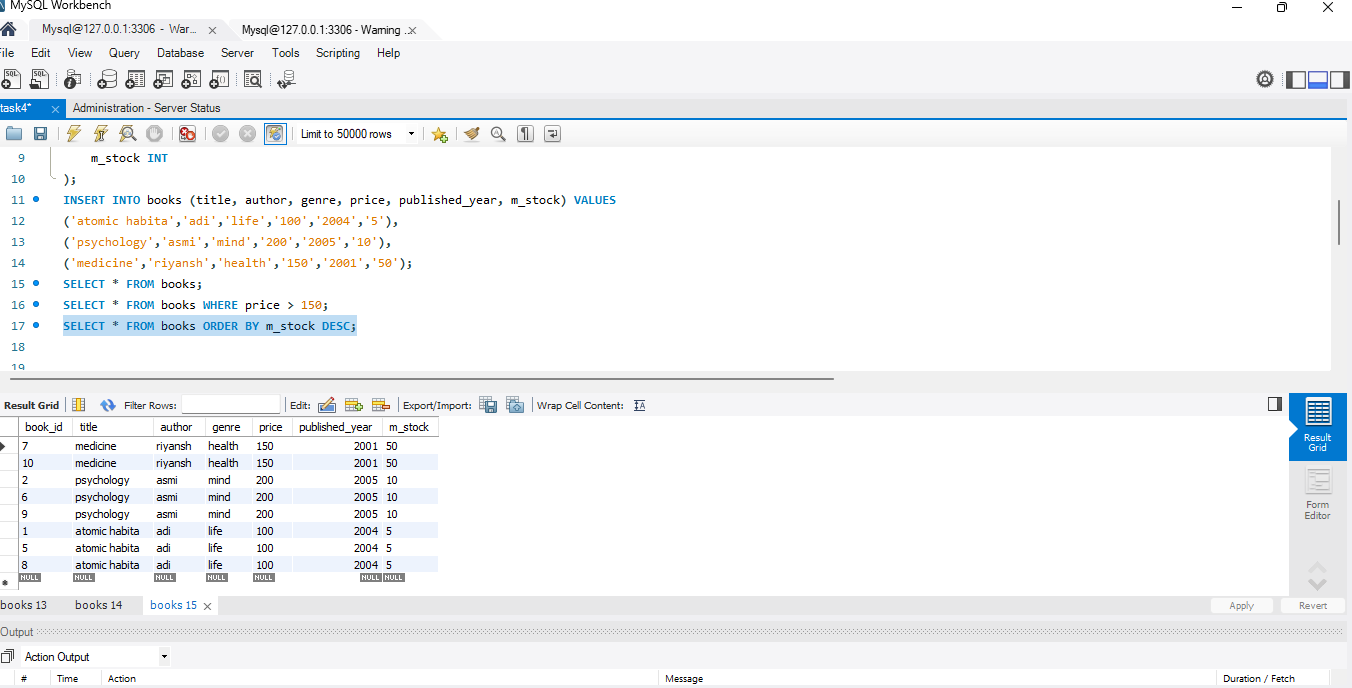 MySQL Workbench
Mysql@127.0.0.1:3306 - War... × Mysql@127.0.0.1:3306 - Warning ...×
ile Edit View Query Database Server Tools Scripting Help
task4* × Administration - Server Status
Limit to 50000 rows
9 m_stock INT
10 );
11 INSERT INTO books (title, author, genre, price, published_year, m_stock) VALUES
12 ('atomic habita','adi','life','100','2004','5'),
13 ('psychology','asmi','mind','200','2005','10'),
14 ('medicine','riyansh','health','150','2001','50');
15 SELECT * FROM books;
16 SELECT * FROM books WHERE price > 150;
17 SELECT * FROM books ORDER BY m_stock DESC;
18
19
Result Grid Filter Rows: Edit: Export/Import: Wrap Cell Content:
book_id title author genre price published_year m_stock
7 medicine riyansh health 150 2001 50
10 medicine riyansh health 150 2001 50
2 psychology asmi mind 200 2005 10
6 psychology asmi mind 200 2005 10
9 psychology asmi mind 200 2005 10
1 atomic habita adi life 100 2004 5
5 atomic habita adi life 100 2004 5
8 atomic habita adi life 100 2004 5
NULL NULL NULL NULL NULL NULL NULL
Result
Grid
Form
Editor
books 13 books 14 books 15 ×
Apply Revert
Output
Action Output
# Time Action Message Duration / Fetch